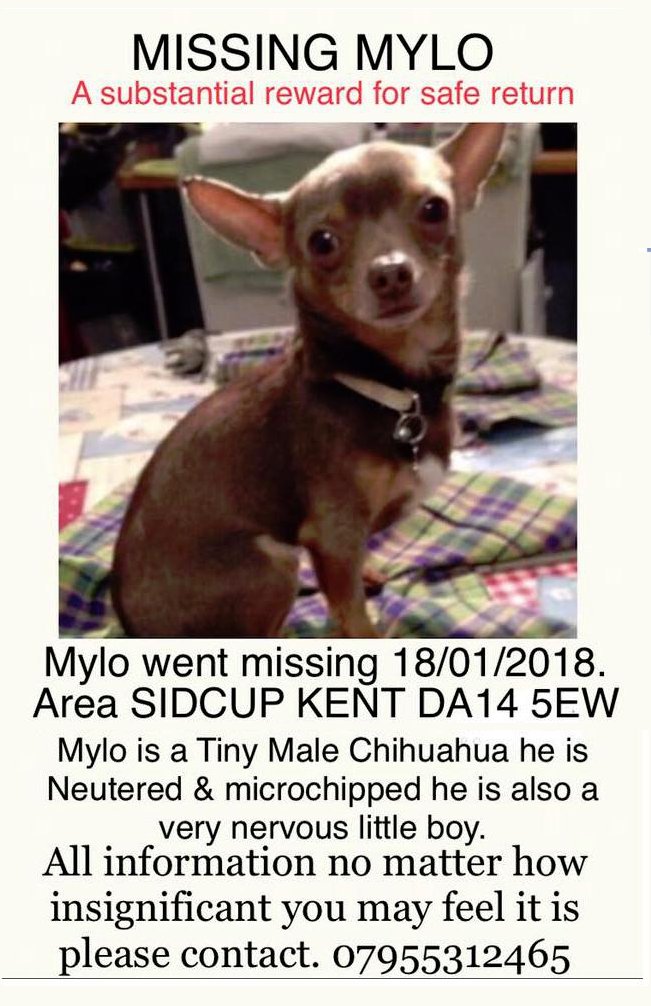 MISSING MYLO
A substantial reward for safe return
Mylo went missing 18/01/2018.
Area SIDCUP KENT DA14 5EW
Mylo is a Tiny Male Chihuahua he is
Neutered & microchipped he is also a
very nervous little boy.
All information no matter how
insignificant you may feel it is
please contact. 07955312465